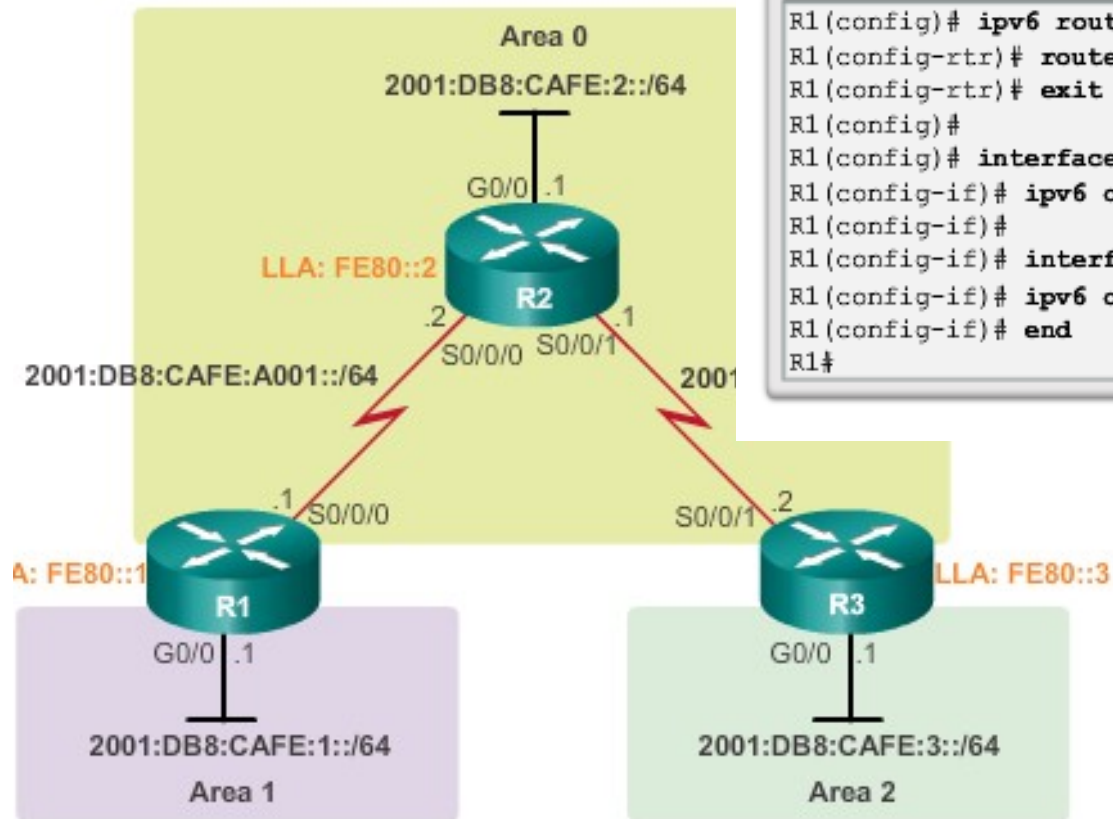 Area 0
2001:DB8:CAFE:2::/64
G0/0 .1
LLA: FE80::2
R2
.2
.1
S0/0/0
S0/0/1
2001:DB8:CAFE:A001::/64
2001
.1
S0/0/0
S0/0/1
.2
A: FE80::1
R1
LLA: FE80::3
R3
G0/0 .1
G0/0 .1
2001:DB8:CAFE:1::/64
2001:DB8:CAFE:3::/64
Area 1
Area 2
R1(config)# ipv6 rout
R1(config-rtr)# route
R1(config-rtr)# exit
R1(config)#
R1(config)# interface
R1(config-if)# ipv6 o
R1(config-if)#
R1(config-if)# interf
R1(config-if)# ipv6 o
R1(config-if)# end
R1#